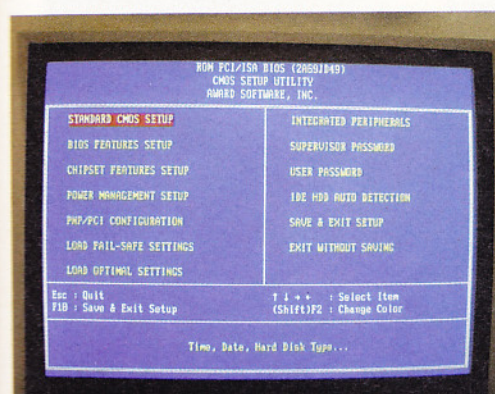 ROM PCI/ISA BIOS (2A69JD49)
CMOS SETUP UTILITY
AWARD SOFTWARE, INC.
STANDARD CMOS SETUP
BIOS FEATURES SETUP
CHIPSET FEATURES SETUP
POWER MANAGEMENT SETUP
PNP/PCI CONFIGURATION
LOAD FAIL-SAFE SETTINGS
LOAD OPTIMAL SETTINGS
INTEGRATED PERIPHERALS
SUPERVISOR PASSWORD
USER PASSWORD
IDE HDD AUTO DETECTION
SAVE & EXIT SETUP
EXIT WITHOUT SAVING
Esc : Quit
F10 : Save & Exit Setup
↑ ↓ → ← : Select Item
(Shift)F2 : Change Color
Time, Date, Hard Disk Type...